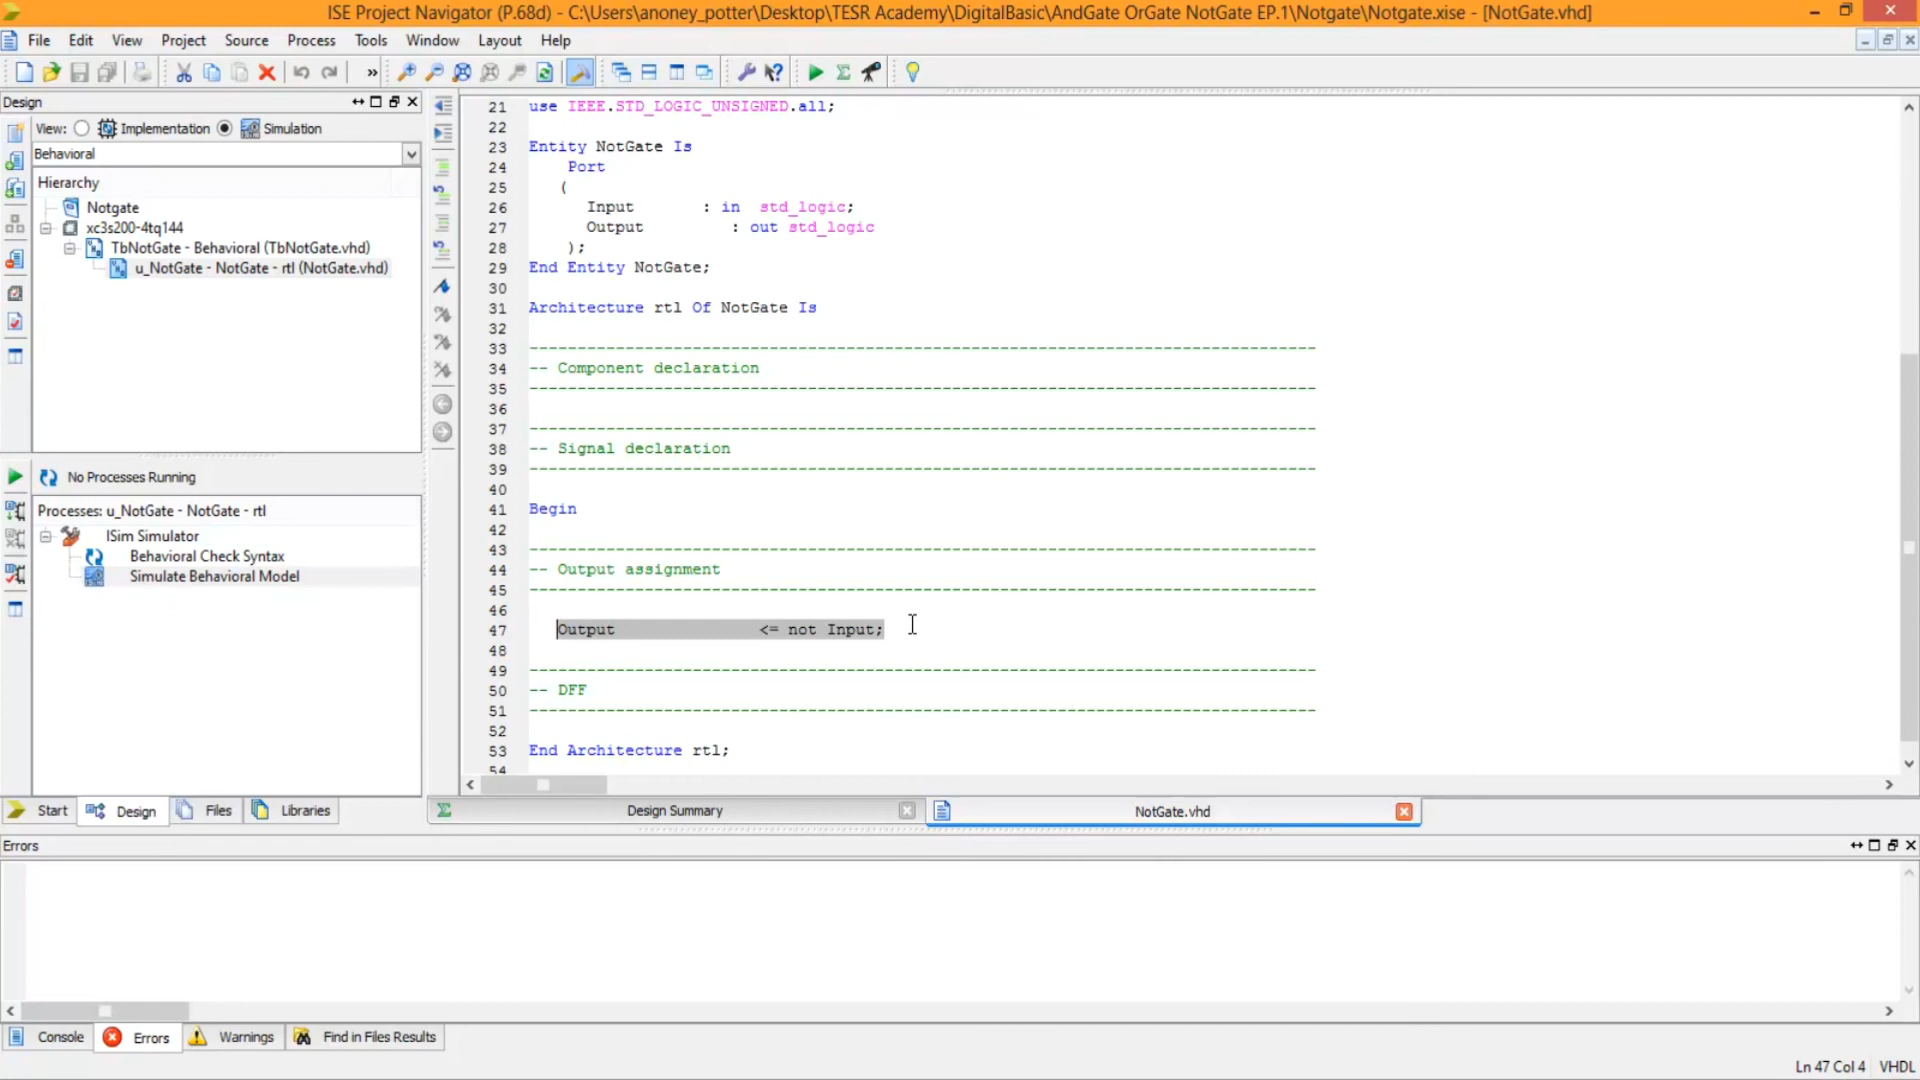 ISE Project Navigator (P.68d) - C:\Users\anoney_potter\Desktop\TESR Academy\DigitalBasic\AndGate OrGate NotGate EP.1\Notgate\Notgate.xise - [NotGate.vhd]
File Edit View Project Source Process Tools Window Layout Help
Design
View: Implementation Simulation
Behavioral
Hierarchy
Notgate
xc3s200-4tq144
TbNotGate - Behavioral (TbNotGate.vhd)
u_NotGate - NotGate - rtl (NotGate.vhd)
No Processes Running
Processes: u_NotGate - NotGate - rtl
ISim Simulator
Behavioral Check Syntax
Simulate Behavioral Model
Start Design Files Libraries
21 use IEEE.STD_LOGIC_UNSIGNED.all;
22
23 Entity NotGate Is
24 Port
25 (
26 Input : in std_logic;
27 Output : out std_logic
28 );
29 End Entity NotGate;
30
31 Architecture rtl Of NotGate Is
32
33 ----------------------------------------------------------------------------------
34 -- Component declaration
35 ----------------------------------------------------------------------------------
36
37 ----------------------------------------------------------------------------------
38 -- Signal declaration
39 ----------------------------------------------------------------------------------
40
41 Begin
42
43 ----------------------------------------------------------------------------------
44 -- Output assignment
45 ----------------------------------------------------------------------------------
46
47 Output <= not Input;
48
49 ----------------------------------------------------------------------------------
50 -- DFF
51 ----------------------------------------------------------------------------------
52
53 End Architecture rtl;
54
Design Summary NotGate.vhd
Errors
Console Errors Warnings Find in Files Results
Ln 47 Col 4 VHDL